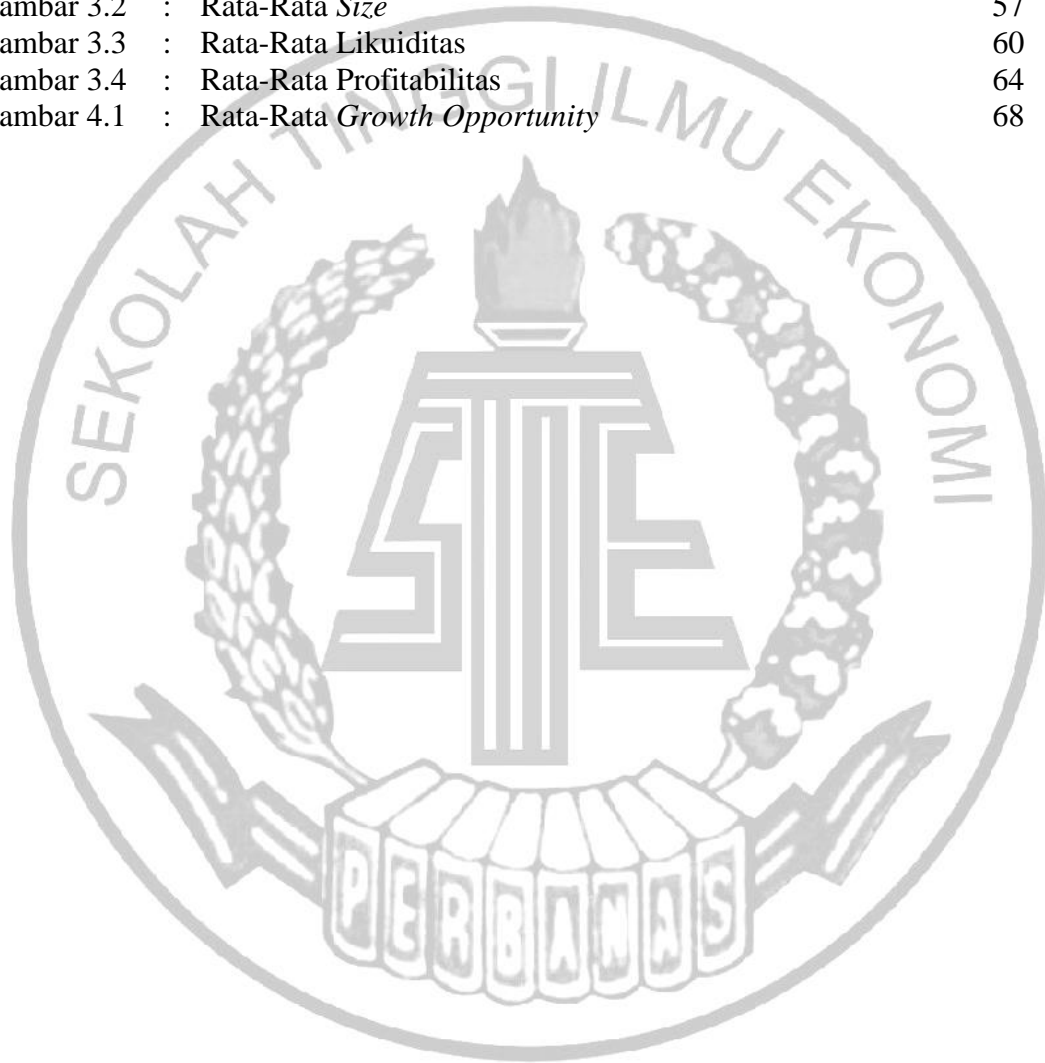 ambar 3.2 : Rata-Rata Size 57
ambar 3.3 : Rata-Rata Likuiditas 60
ambar 3.4 : Rata-Rata Profitabilitas 64
ambar 4.1 : Rata-Rata Growth Opportunity 68
SEKOLAH TINGGI ILMU EKONOMI
STIE
PERBANAS